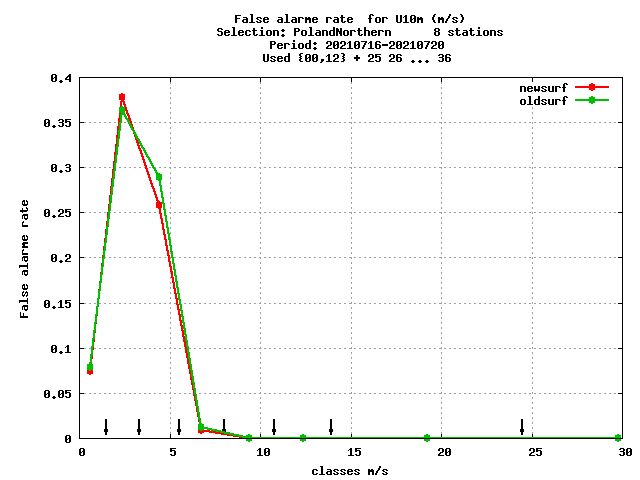 False alarme rate  for U10m (m/s)
Selection: PolandNorthern      8 stations
Period: 20210716-20210720
Used {00,12} + 25 26 ... 36
newsurf
oldsurf
0.4
0.35
0.3
0.25
0.2
0.15
0.1
0.05
0
False alarme rate
0 5 10 15 20 25 30
classes m/s